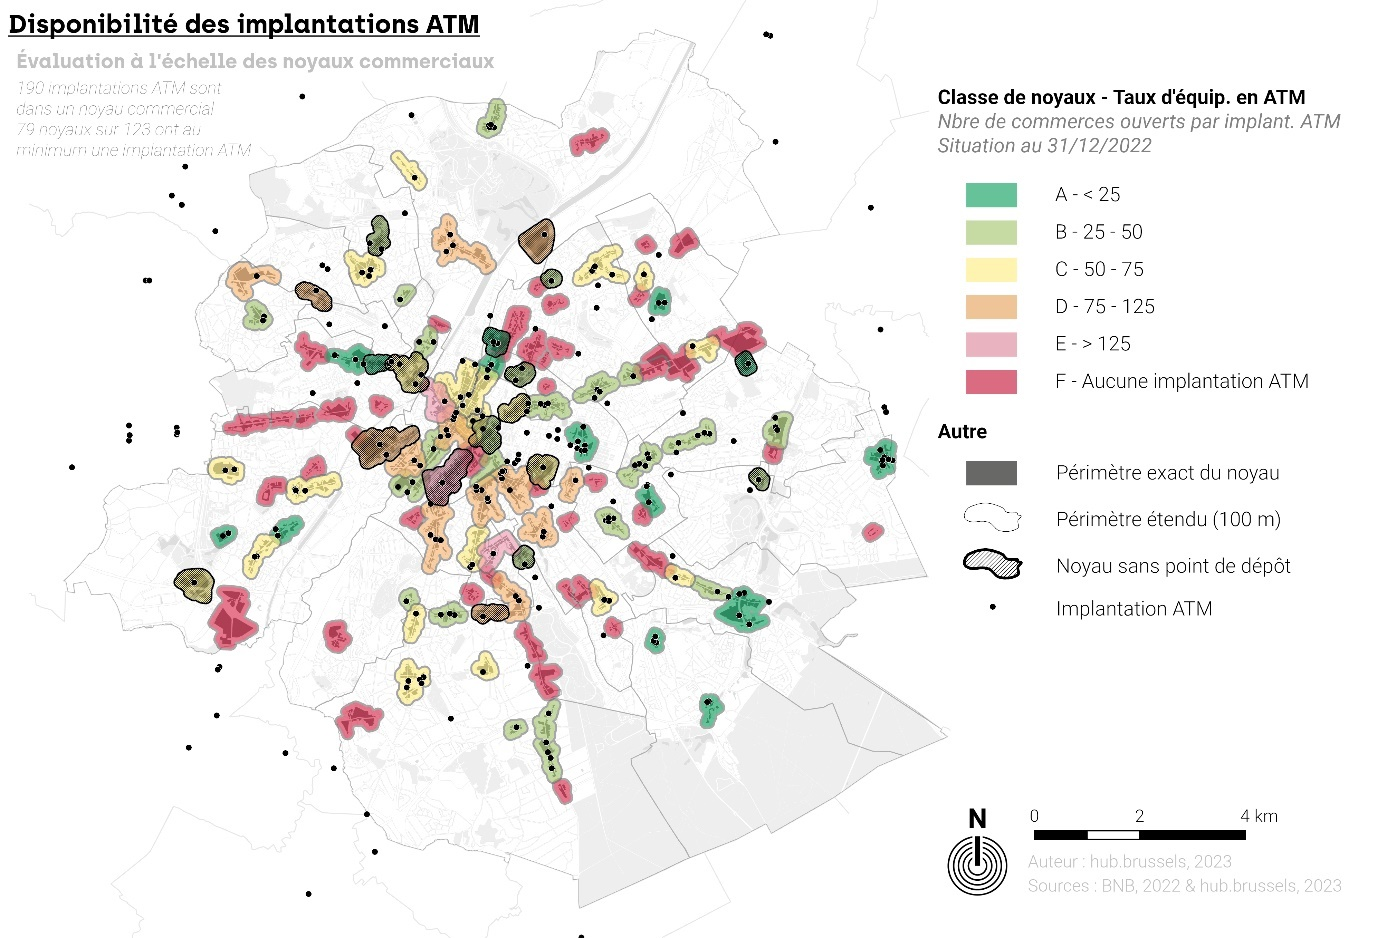 Disponibilité des implantations ATM
Évaluation à l'échelle des noyaux commerciaux
190 implantations ATM sont
dans un noyau commercial
79 noyaux sur 123 ont au
minimum une implantation ATM
Classe de noyaux - Taux d'équip. en ATM
Nbre de commerces ouverts par implant. ATM
Situation au 31/12/2022
A - < 25
B - 25 - 50
C - 50 - 75
D - 75 - 125
E - > 125
F - Aucune implantation ATM
Autre
Périmètre exact du noyau
Périmètre étendu (100 m)
Noyau sans point de dépôt
Implantation ATM
N
0 2 4 km
Auteur : hub.brussels, 2023
Sources : BNB, 2022 & hub.brussels, 2023